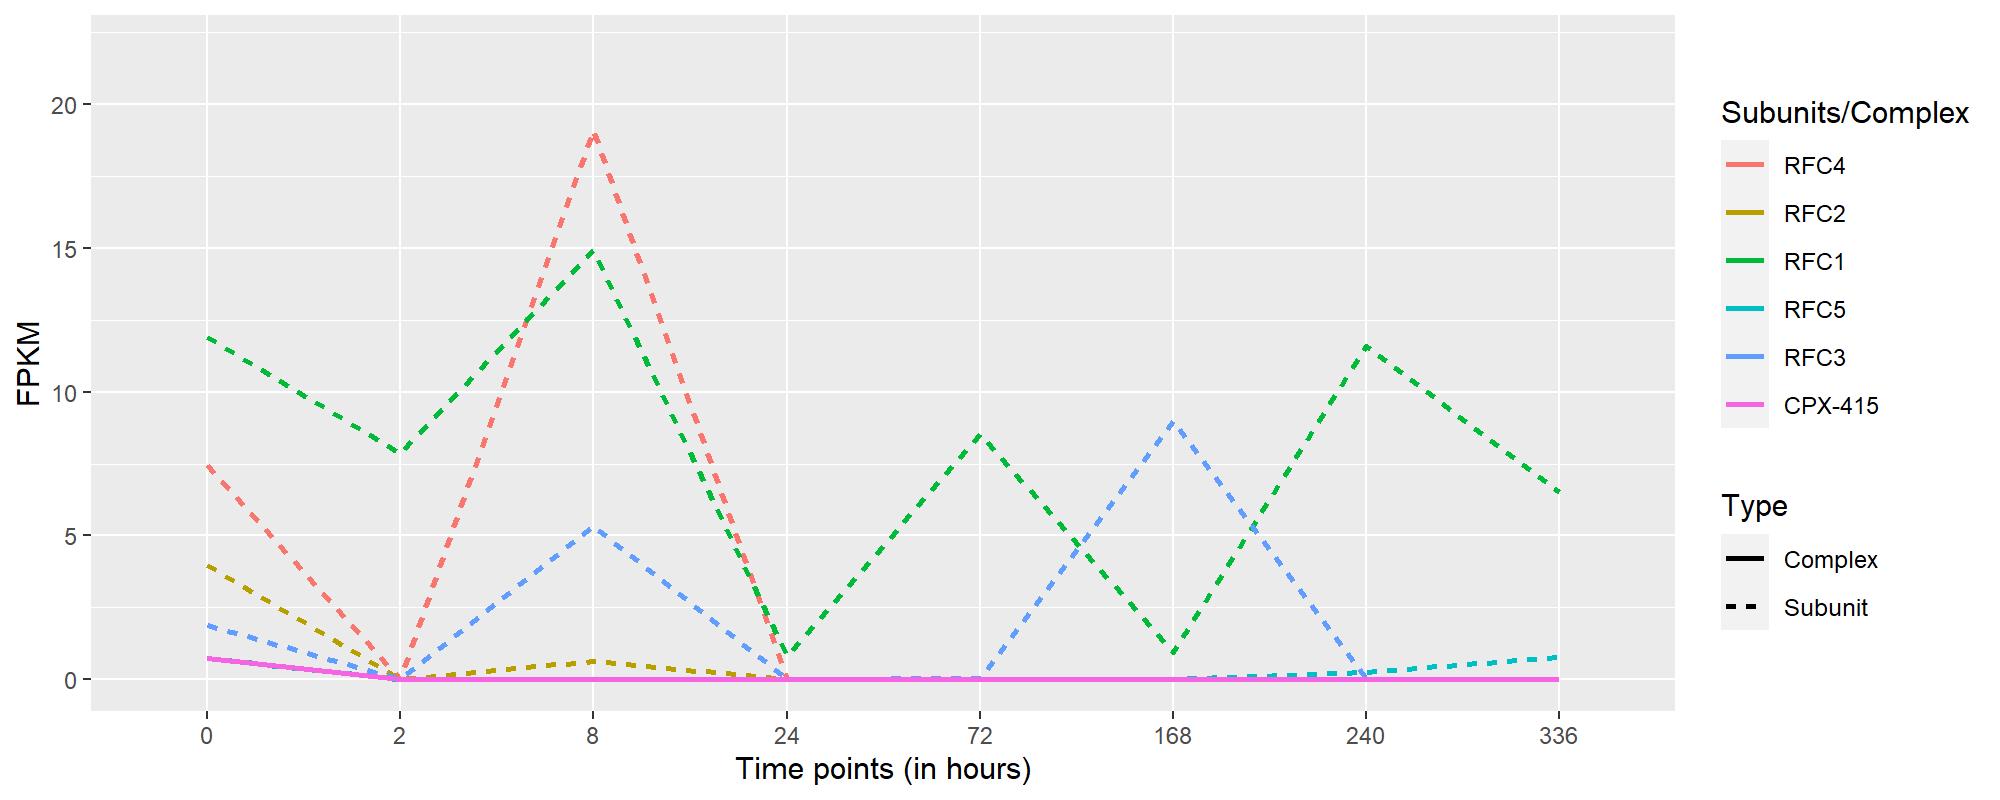 FPKM
20
15
10
5
0
0 2 8 24 72 168 240 336
Time points (in hours)
Subunits/Complex
RFC4
RFC2
RFC1
RFC5
RFC3
CPX-415
Type
Complex
Subunit